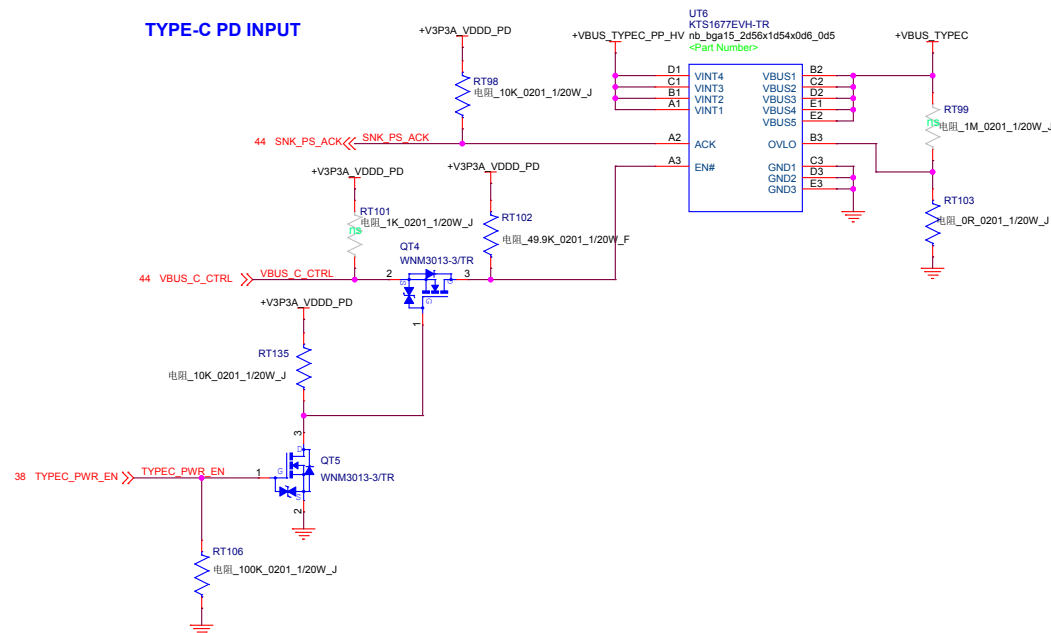 TYPE-C PD INPUT
UT6
KTS1677EVH-TR
nb_bga15_2d56x1d54x0d6_0d5
<Part Number>
+V3P3A_VDDD_PD
+VBUS_TYPEC_PP_HV
+VBUS_TYPEC
RT98
电阻_10K_0201_1/20W_J
D1
C1
B1
A1
VINT4
VINT3
VINT2
VINT1
VBUS1
VBUS2
VBUS3
VBUS4
VBUS5
B2
C2
D2
E1
E2
RT99
ns
电阻_1M_0201_1/20W_J
44 SNK_PS_ACK
SNK_PS_ACK
A2
ACK
OVLO
B3
A3
EN#
GND1
GND2
GND3
C3
D3
E3
+V3P3A_VDDD_PD
+V3P3A_VDDD_PD
RT101
ns
电阻_1K_0201_1/20W_J
RT102
电阻_49.9K_0201_1/20W_F
RT103
电阻_0R_0201_1/20W_J
QT4
WNM3013-3/TR
44 VBUS_C_CTRL
VBUS_C_CTRL
2
3
S
D
G
1
+V3P3A_VDDD_PD
RT135
电阻_10K_0201_1/20W_J
3
D
QT5
WNM3013-3/TR
38 TYPEC_PWR_EN
TYPEC_PWR_EN
1
G
S
2
RT106
电阻_100K_0201_1/20W_J